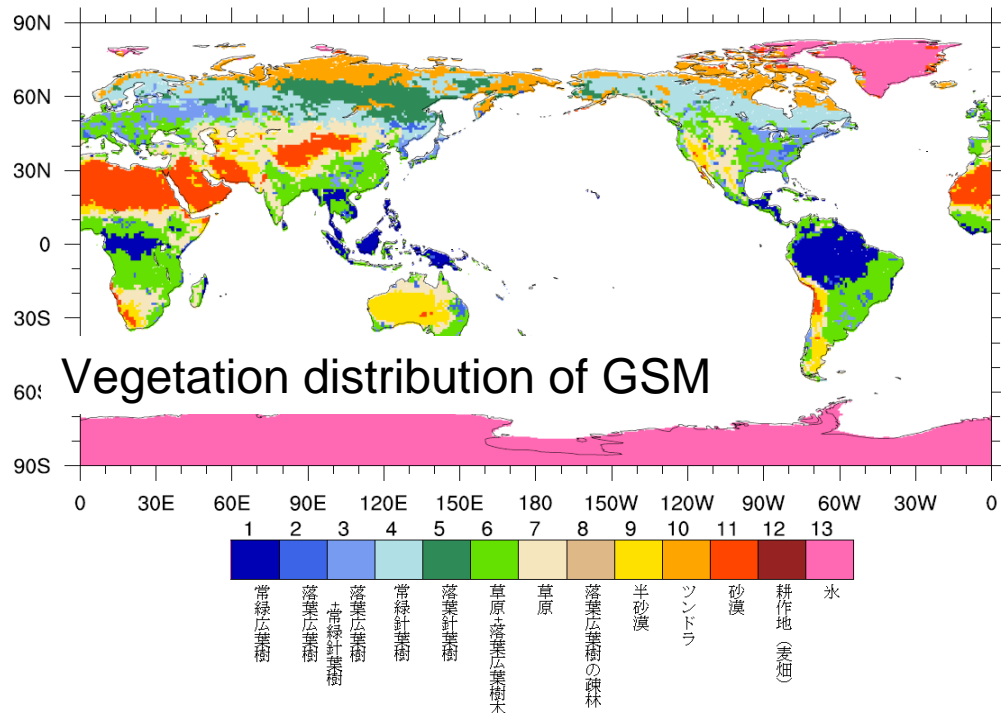 90N
60N
30N
0
30S
60S
90S
Vegetation distribution of GSM
0 30E 60E 90E 120E 150E 180 150W 120W 90W 60W 30W 0
1 2 3 4 5 6 7 8 9 10 11 12 13
常緑広葉樹
落葉広葉樹
落葉広葉樹
+常緑針葉樹
常緑針葉樹
落葉針葉樹
草原+落葉広葉樹木
草原
落葉広葉樹の疎林
半砂漠
ツンドラ
砂漠
耕作地(麦畑)
氷